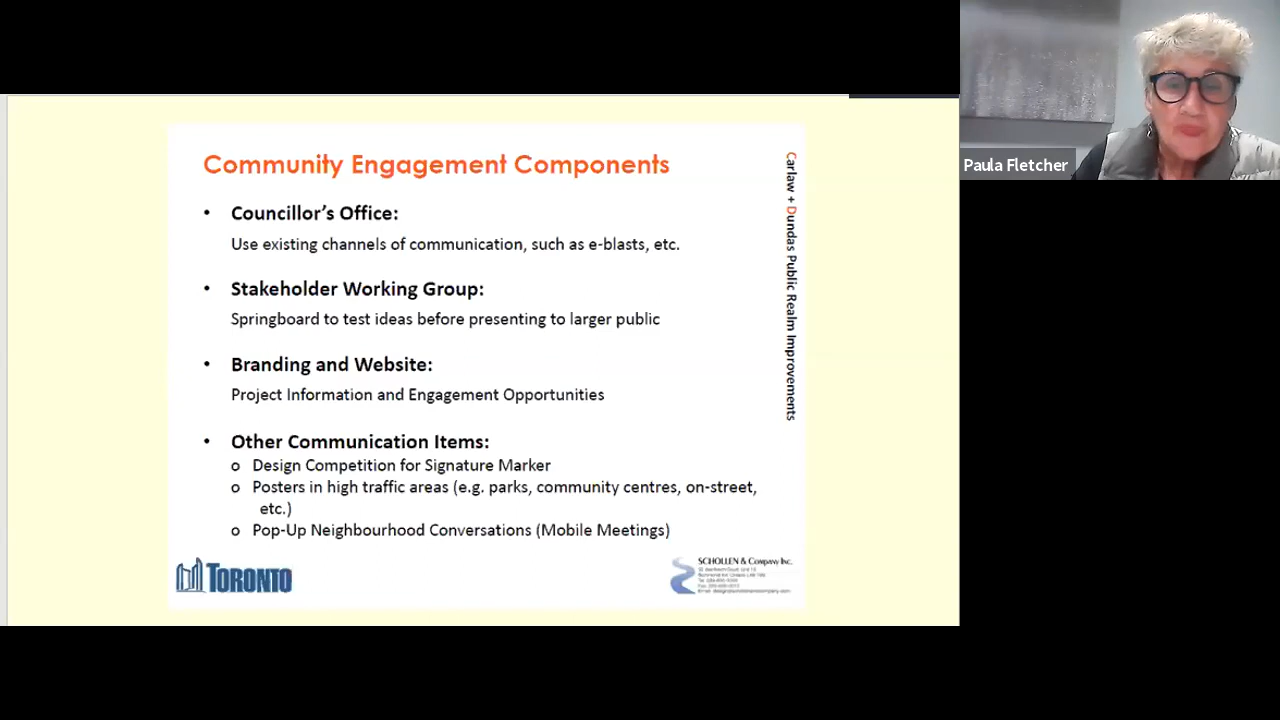 Community Engagement Components
• Councillor's Office:
Use existing channels of communication, such as e-blasts, etc.
• Stakeholder Working Group:
Springboard to test ideas before presenting to larger public
• Branding and Website:
Project Information and Engagement Opportunities
• Other Communication Items:
o Design Competition for Signature Marker
o Posters in high traffic areas (e.g. parks, community centres, on-street,
etc.)
o Pop-Up Neighbourhood Conversations (Mobile Meetings)
Carlaw + Dundas Public Realm Improvements
TORONTO
SCHOLLEN & Company Inc.
Paula Fletcher